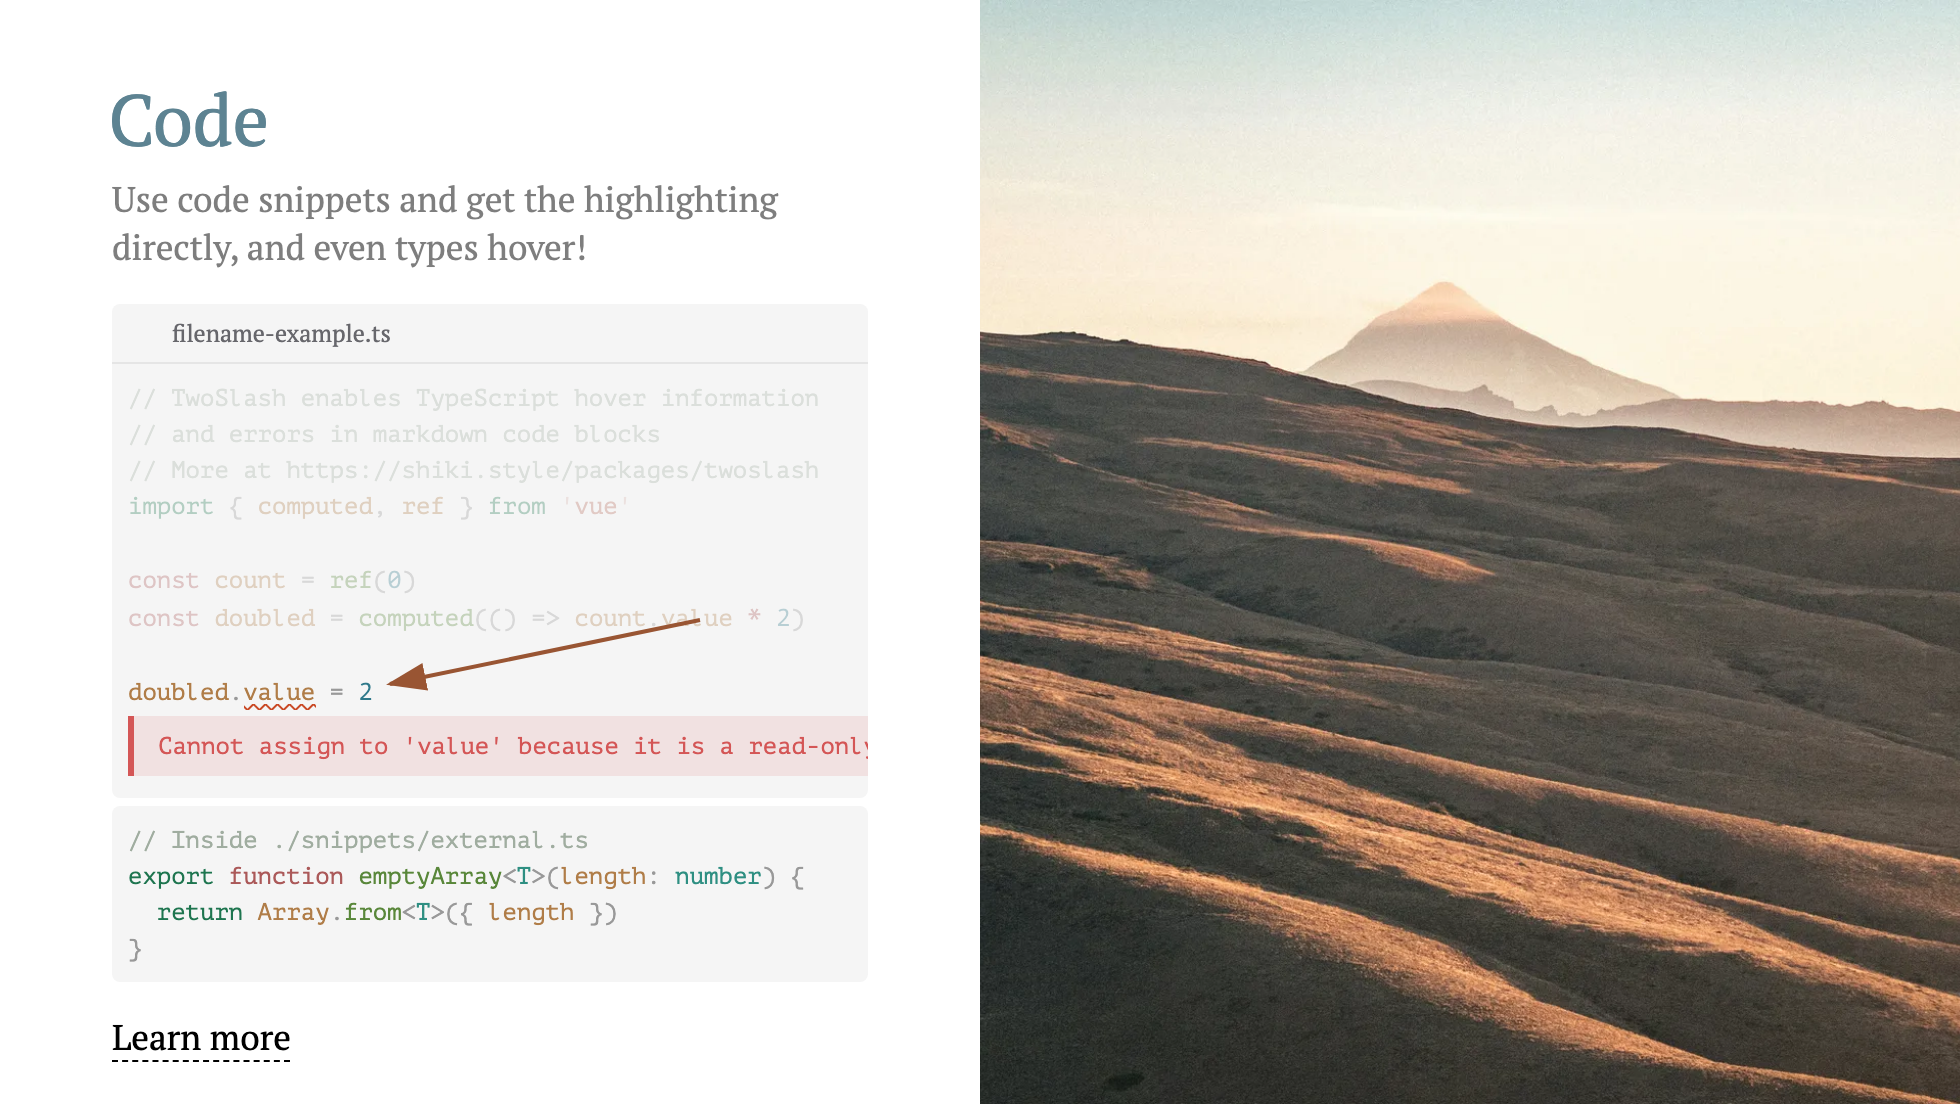 Code
Use code snippets and get the highlighting
directly, and even types hover!
filename-example.ts
// TwoSlash enables TypeScript hover information
// and errors in markdown code blocks
// More at https://shiki.style/packages/twoslash
import { computed, ref } from 'vue'
const count = ref(0)
const doubled = computed(() => count.value * 2)
doubled.value = 2
Cannot assign to 'value' because it is a read-only
// Inside ./snippets/external.ts
export function emptyArray<T>(length: number) {
  return Array.from<T>({ length })
}
Learn more